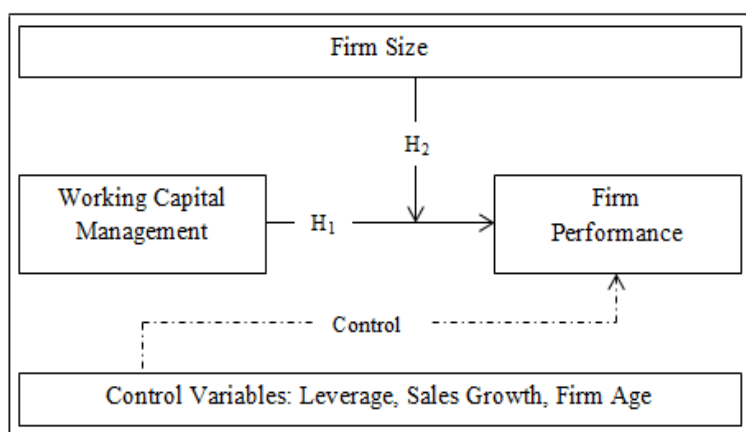 Firm Size
H₂
Working Capital
Management
H₁
Firm
Performance
Control
Control Variables: Leverage, Sales Growth, Firm Age